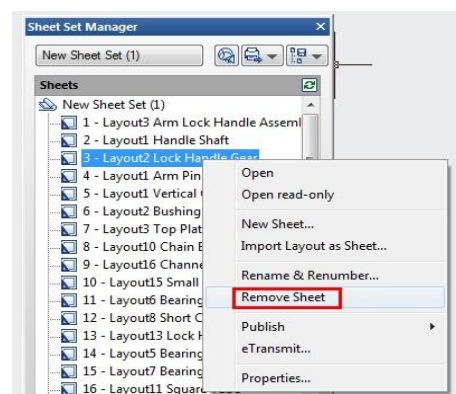 Sheet Set Manager
New Sheet Set (1)
Sheets
New Sheet Set (1)
1 - Layout3 Arm Lock Handle Assembl
2 - Layout1 Handle Shaft
3 - Layout2 Lock Handle Gear
4 - Layout1 Arm Pin
5 - Layout1 Vertical
6 - Layout2 Bushing
7 - Layout3 Top Plat
8 - Layout10 Chain
9 - Layout16 Channe
10 - Layout15 Small
11 - Layout6 Bearing
12 - Layout8 Short C
13 - Layout13 Lock
14 - Layout5 Bearing
15 - Layout7 Bearing
16 - Layout11 Square
Open
Open read-only
New Sheet...
Import Layout as Sheet...
Rename & Renumber...
Remove Sheet
Publish
eTransmit...
Properties...